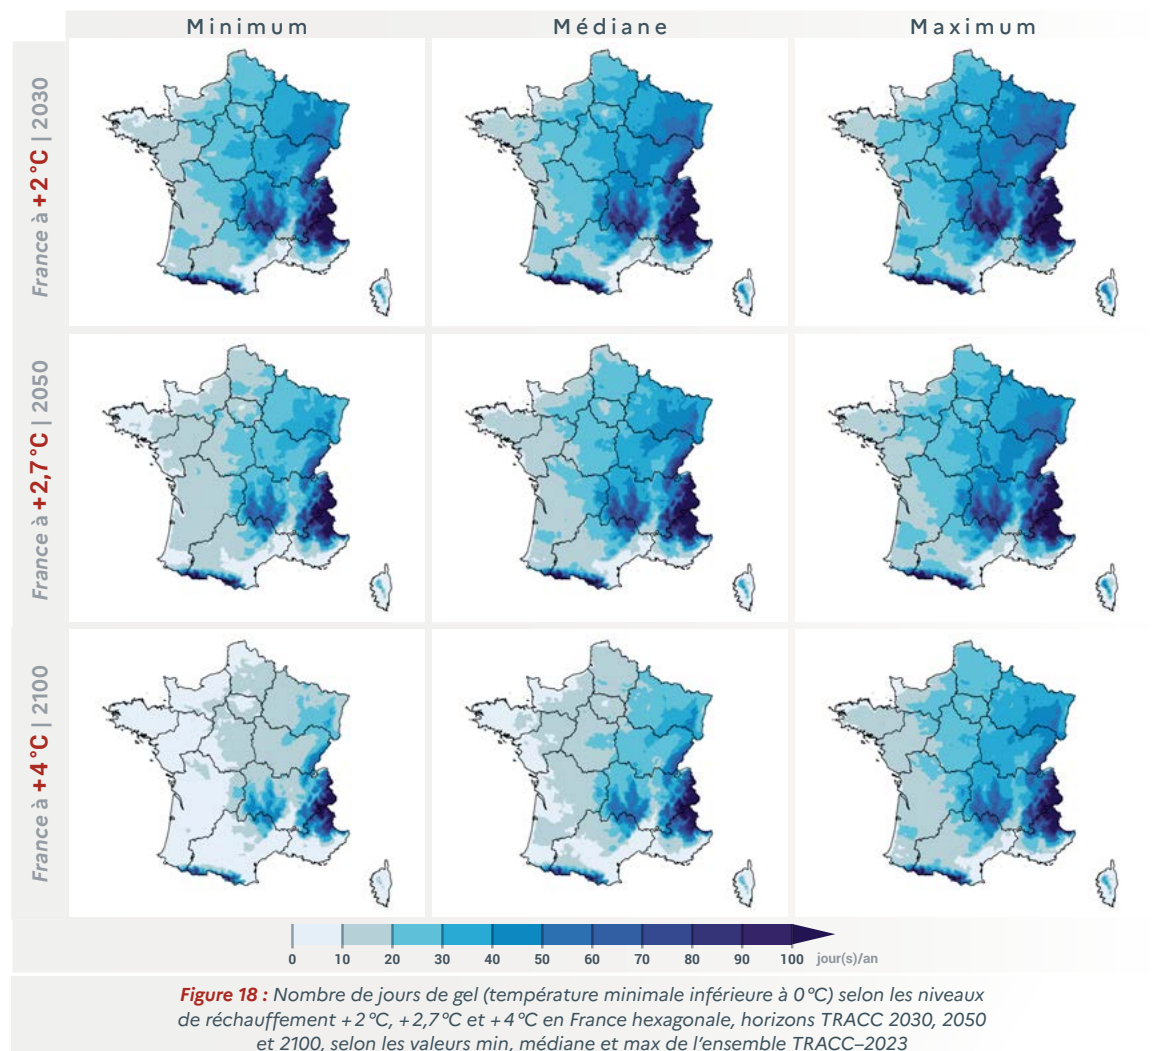 Minimum
Médiane
Maximum
France à +2 °C | 2030
France à +2,7 °C | 2050
France à +4 °C | 2100
0 10 20 30 40 50 60 70 80 90 100 jour(s)/an
Figure 18 : Nombre de jours de gel (température minimale inférieure à 0 °C) selon les niveaux
de réchauffement +2 °C, +2,7 °C et +4 °C en France hexagonale, horizons TRACC 2030, 2050
et 2100, selon les valeurs min, médiane et max de l’ensemble TRACC–2023